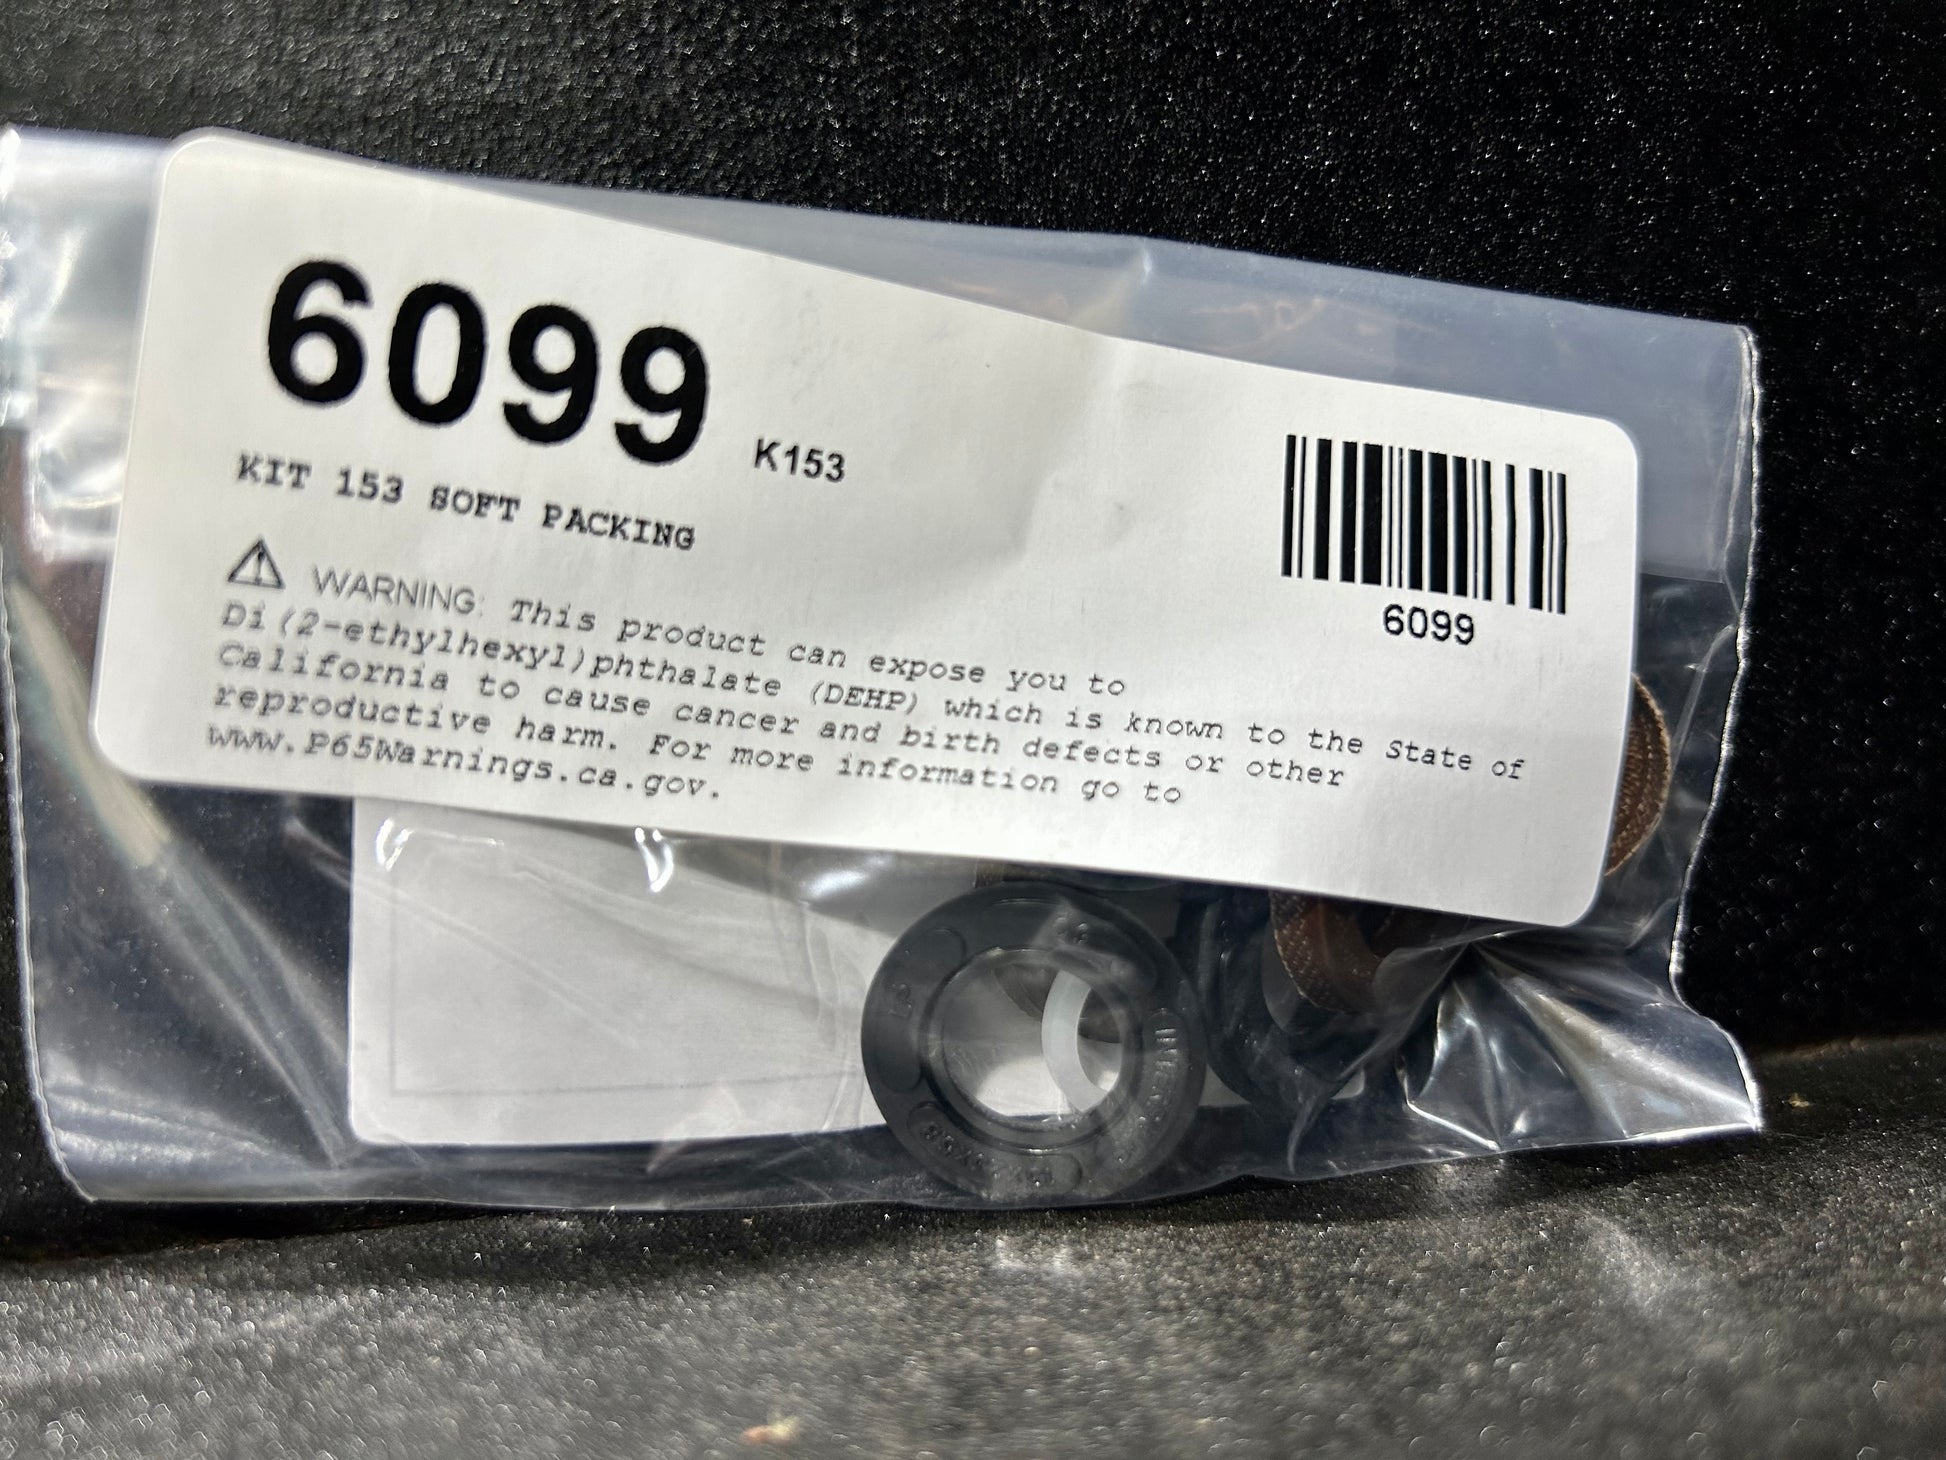 6099 K153
KIT 153 SOFT PACKING
WARNING: This product can expose you to
Di(2-ethylhexyl)phthalate (DEHP) which is known to the State of
California to cause cancer and birth defects or other
reproductive harm. For more information go to
www.P65Warnings.ca.gov.
6099